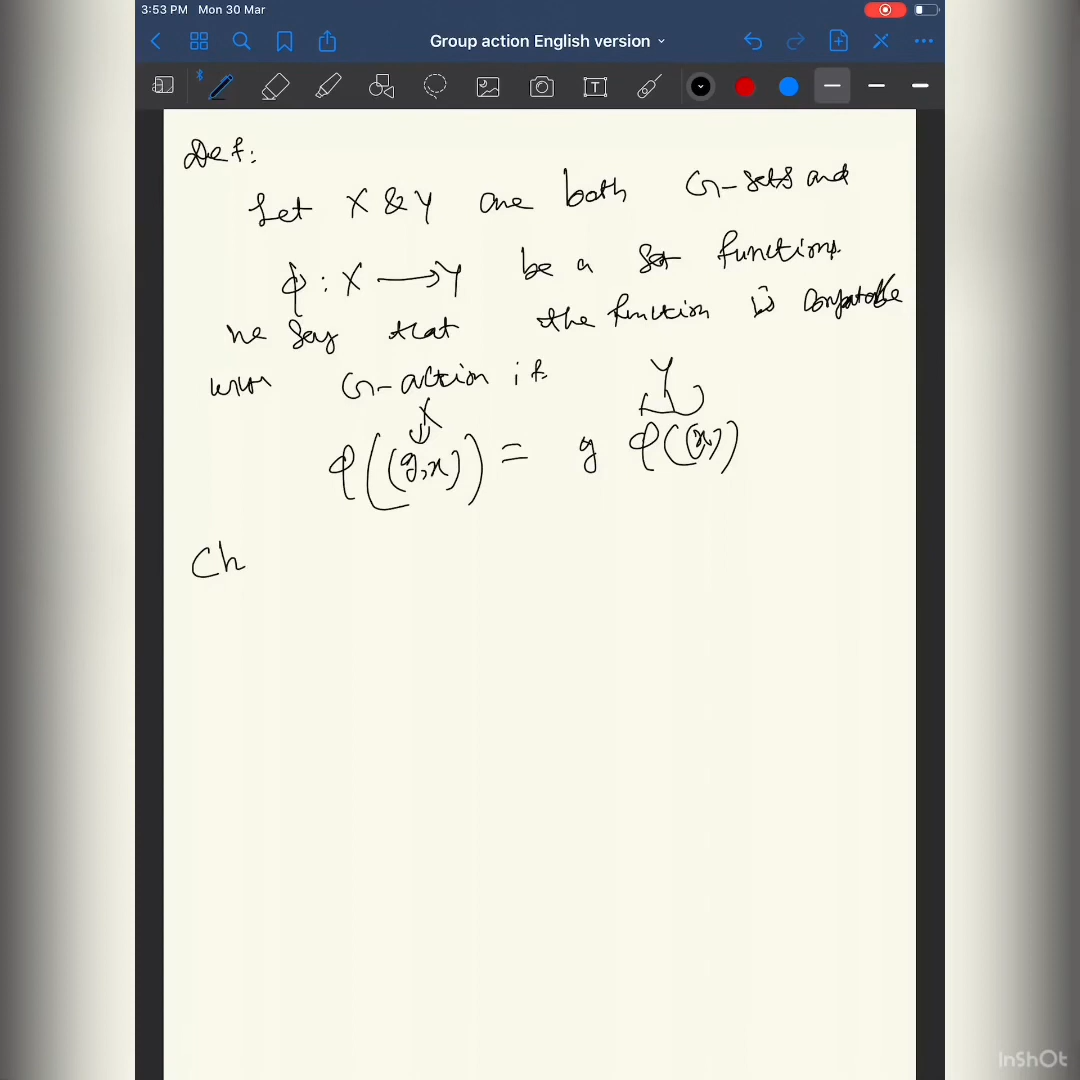 3:53 PM Mon 30 Mar
Group action English version
Def:
Let X & Y are both G-sets and
φ : X ⟶ Y be a set functions
we say that the function is compatable
with G-action if
X Y
φ((g,x)) = g φ((x))
Ch
InShOt